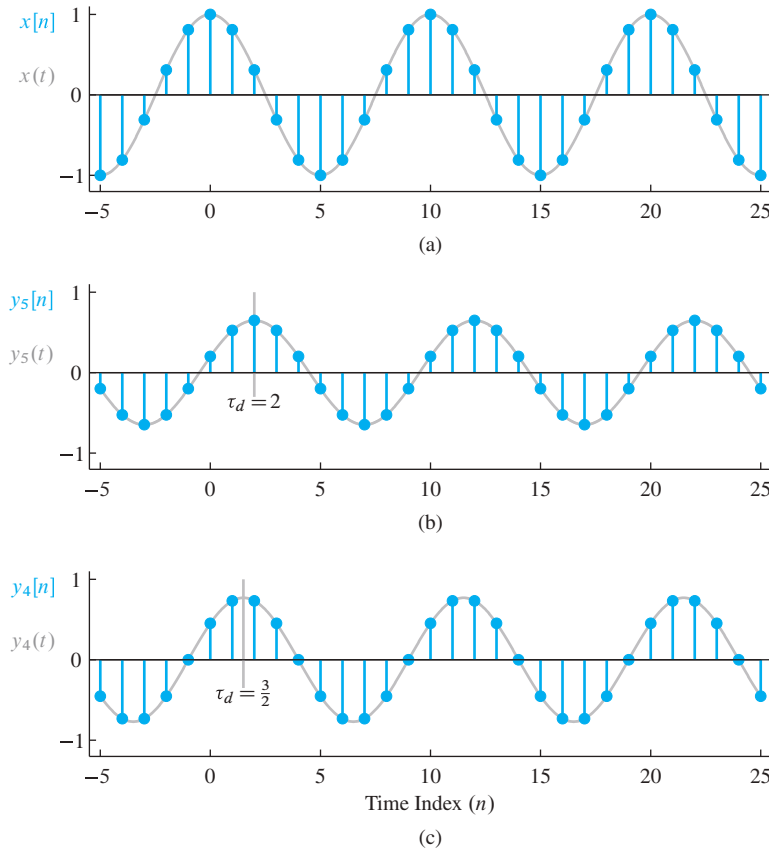 x[n]
x(t)
1
0
−1
−5 0 5 10 15 20 25
(a)
y₅[n]
y₅(t)
1
0
−1
τ_d = 2
−5 0 5 10 15 20 25
(b)
y₄[n]
y₄(t)
1
0
−1
τ_d = 3/2
−5 0 5 10 15 20 25
Time Index (n)
(c)